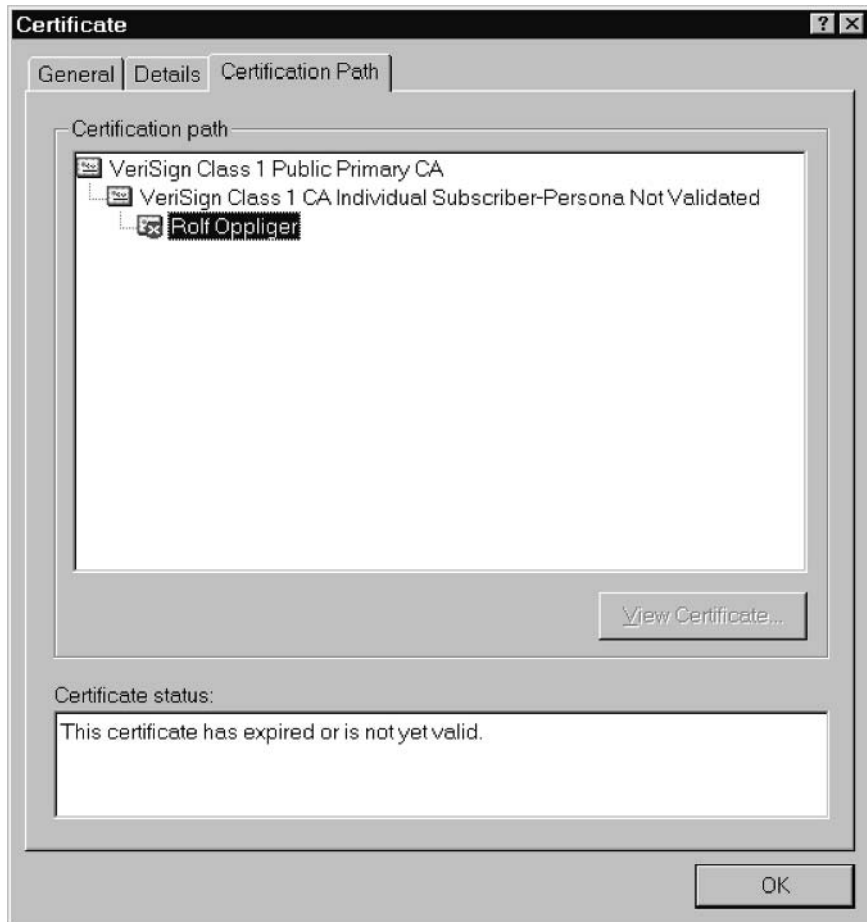 Certificate
General
Details
Certification Path
Certification path
VeriSign Class 1 Public Primary CA
VeriSign Class 1 CA Individual Subscriber-Persona Not Validated
Rolf Oppliger
View Certificate...
Certificate status:
This certificate has expired or is not yet valid.
OK